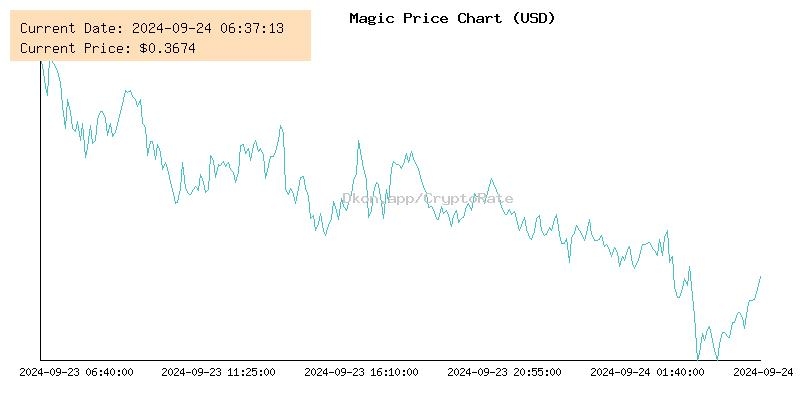 Magic Price Chart (USD)
Current Date: 2024-09-24 06:37:13
Current Price: $0.3674
Dkon.app/CryptoRate
2024-09-23 06:40:00
2024-09-23 11:25:00
2024-09-23 16:10:00
2024-09-23 20:55:00
2024-09-24 01:40:00
2024-09-24